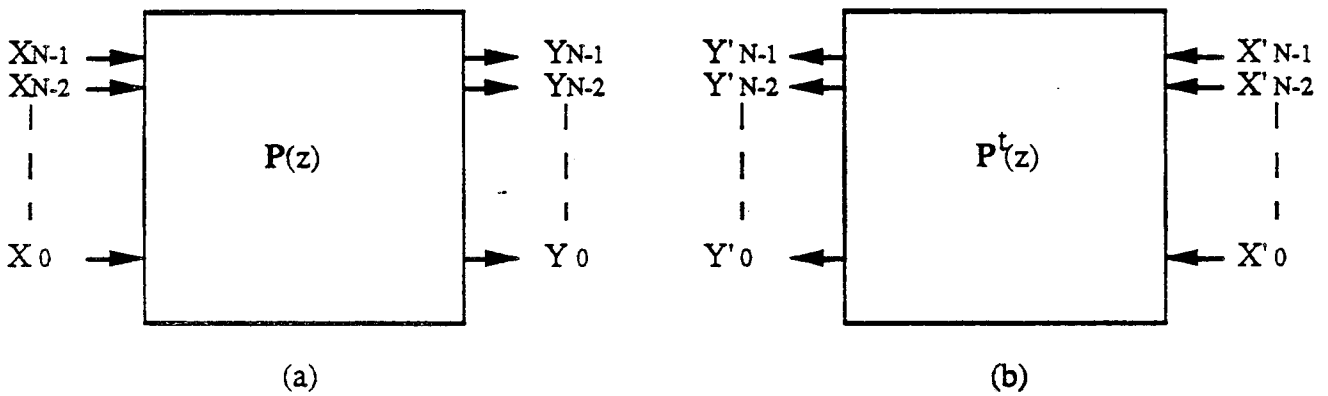 XN-1 YN-1 Y'N-1 X'N-1
XN-2 YN-2 Y'N-2 X'N-2
P(z) Pᵗ(z)
X0 Y0 Y'0 X'0
(a) (b)